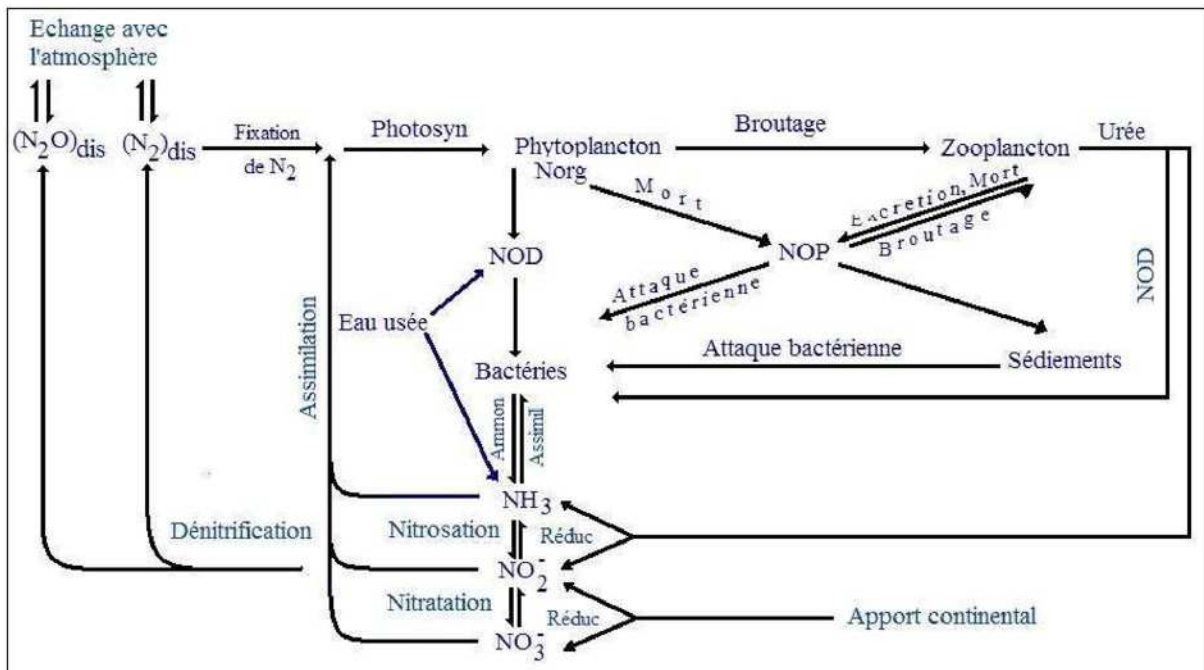 Echange avec
l'atmosphère
(N2O)dis
(N2)dis
Fixation
de N2
Photosyn
Phytoplancton
Norg
Broutage
Zooplancton
Urée
Mort
Excretion, Mort
Broutage
NOD
NOP
NOD
Attaque
bactérienne
Eau usée
Attaque bactérienne
Sédiements
Bactéries
Assimilation
Ammon
Assimil
NH3
Dénitrification
Nitrosation
Réduc
NO2-
Nitratation
Réduc
Apport continental
NO3-